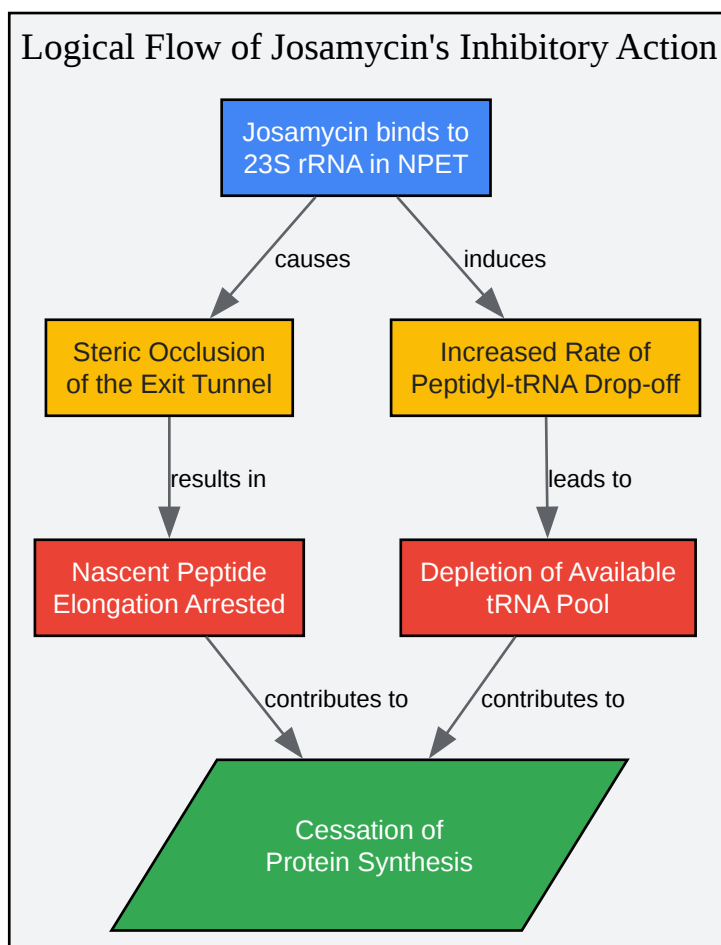 Logical Flow of Josamycin's Inhibitory Action
Josamycin binds to
23S rRNA in NPET
causes
induces
Steric Occlusion
of the Exit Tunnel
Increased Rate of
Peptidyl-tRNA Drop-off
results in
leads to
Nascent Peptide
Elongation Arrested
Depletion of Available
tRNA Pool
contributes to
contributes to
Cessation of
Protein Synthesis